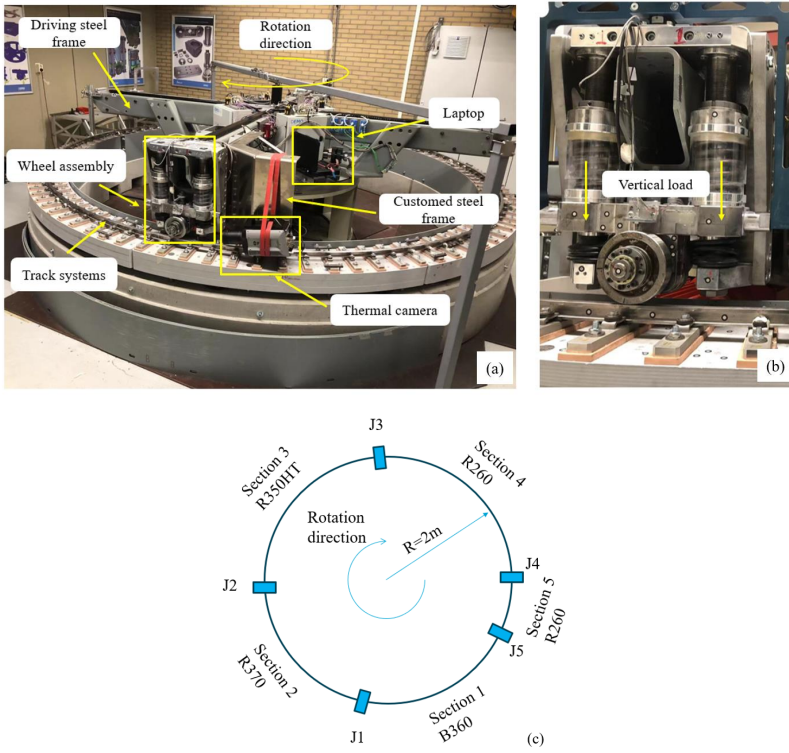 Driving steel
frame
Rotation
direction
Laptop
Wheel assembly
Customed steel
frame
Track systems
Thermal camera
(a)
Vertical load
(b)
J3
Section 3
R350HT
Section 4
R260
Rotation
direction
R=2m
J2
J4
Section 5
R260
J5
Section 2
R370
Section 1
B360
J1
(c)